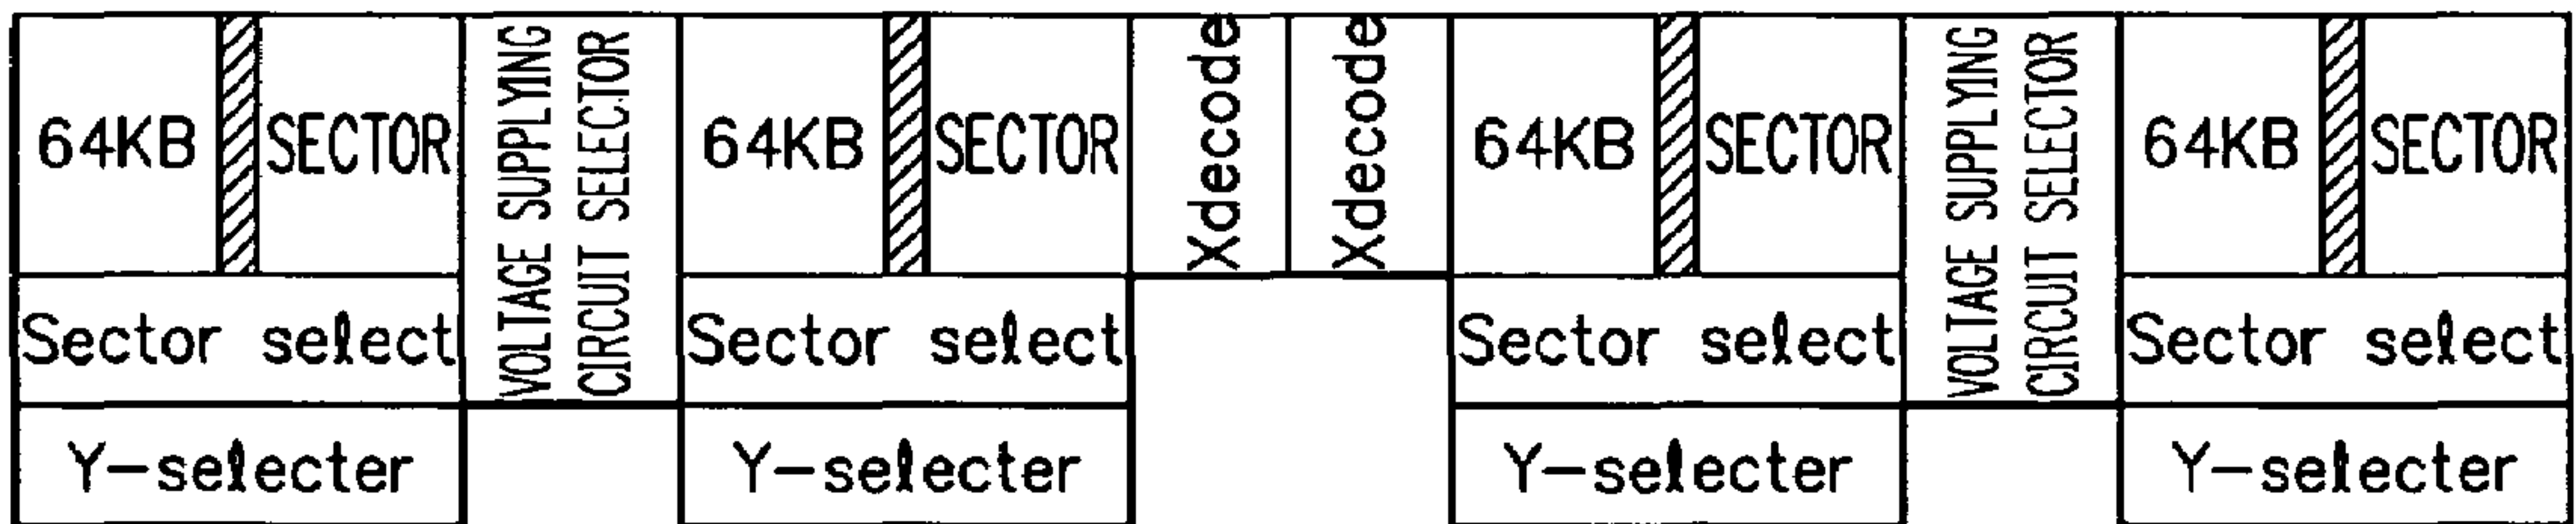 64KB SECTOR
VOLTAGE SUPPLYING
CIRCUIT SELECTOR
64KB SECTOR
Xdecode
Xdecode
64KB SECTOR
VOLTAGE SUPPLYING
CIRCUIT SELECTOR
64KB SECTOR
Sector select
Sector select
Sector select
Sector select
Y-selecter
Y-selecter
Y-selecter
Y-selecter